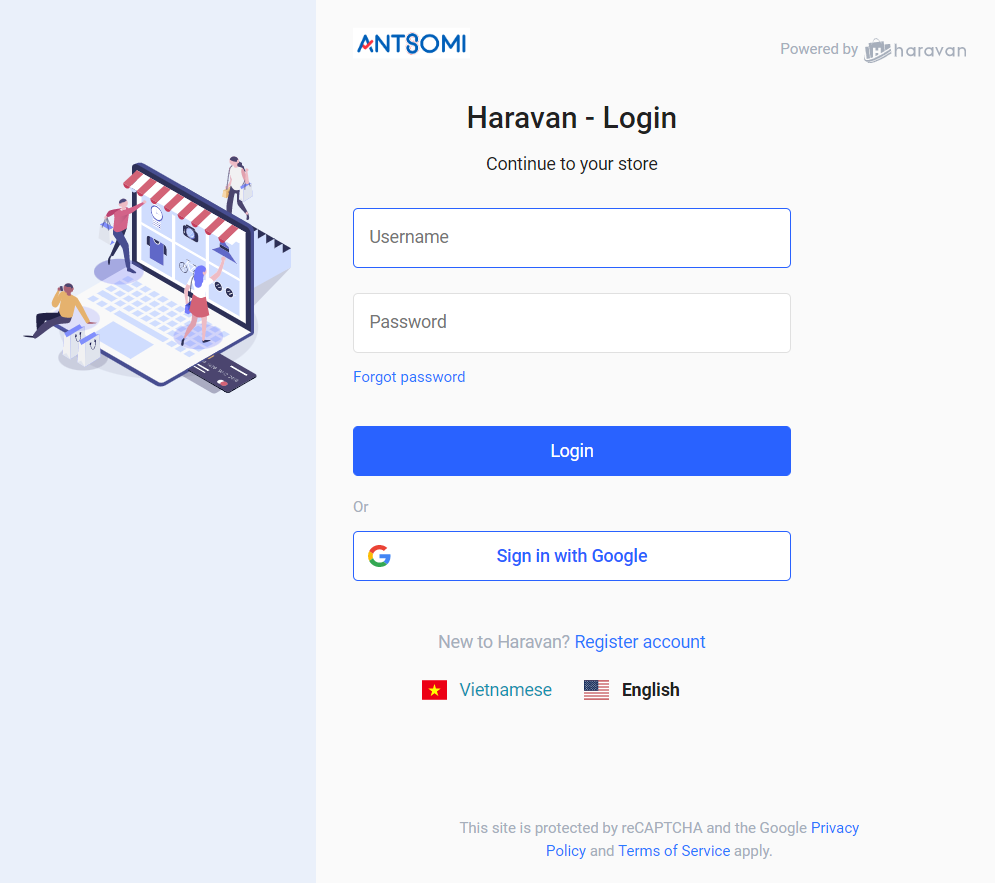 ANTSOMI
Powered by haravan
Haravan - Login
Continue to your store
Username
Password
Forgot password
Login
Or
Sign in with Google
New to Haravan? Register account
Vietnamese English
This site is protected by reCAPTCHA and the Google Privacy
Policy and Terms of Service apply.